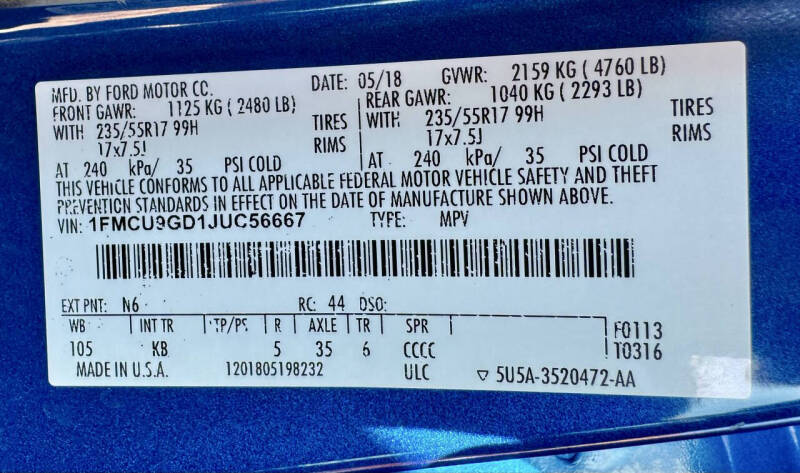 MFD. BY FORD MOTOR CO. DATE: 05/18 GVWR: 2159 KG ( 4760 LB)
FRONT GAWR: 1125 KG ( 2480 LB) REAR GAWR: 1040 KG ( 2293 LB)
WITH 235/55R17 99H TIRES WITH 235/55R17 99H TIRES
17x7.5J RIMS 17x7.5J RIMS
AT 240 kPa/ 35 PSI COLD AT 240 kPa/ 35 PSI COLD
THIS VEHICLE CONFORMS TO ALL APPLICABLE FEDERAL MOTOR VEHICLE SAFETY AND THEFT
PREVENTION STANDARDS IN EFFECT ON THE DATE OF MANUFACTURE SHOWN ABOVE.
VIN: 1FMCU9GD1JUC56667 TYPE: MPV
EXT PNT: N6 RC: 44 DSO:
WB INT TR TP/PS R AXLE TR SPR F0113
105 KB 5 35 6 CCCC T0316
MADE IN U.S.A. 1201805198232 ULC ▽ 5U5A-3520472-AA